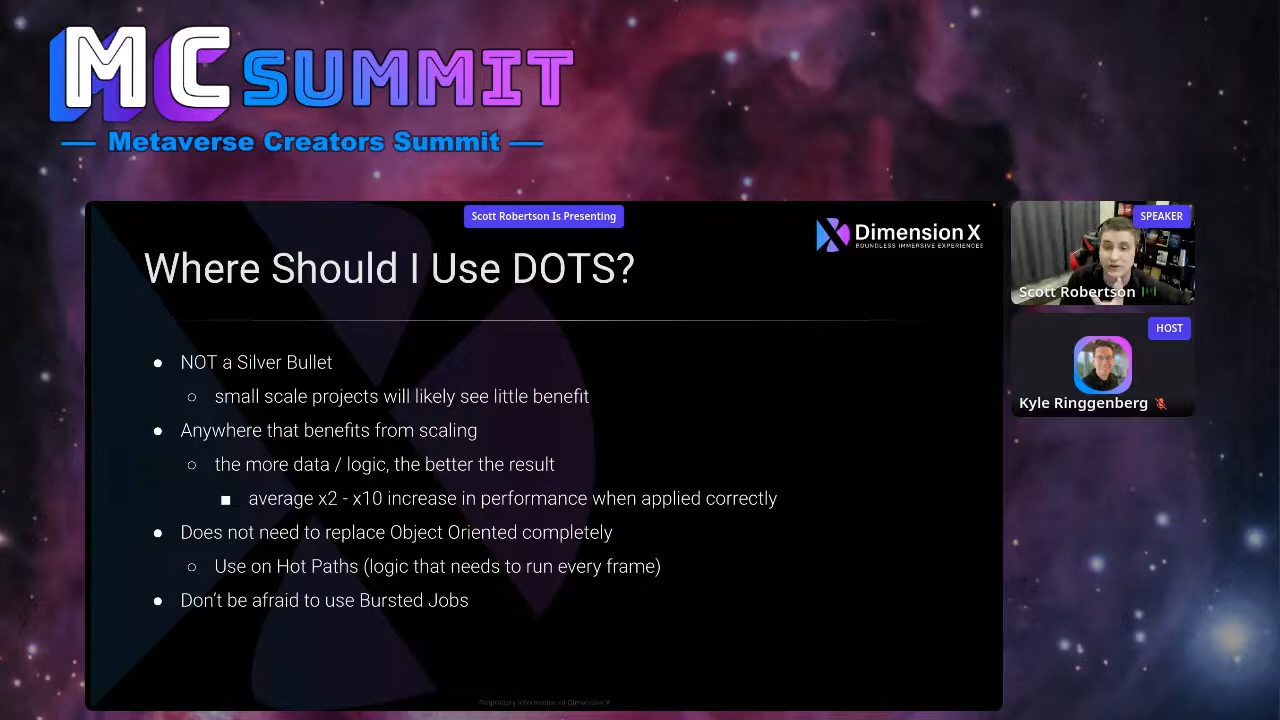 MC SUMMIT
— Metaverse Creators Summit —
Scott Robertson Is Presenting
Dimension X
BOUNDLESS IMMERSIVE EXPERIENCES
Where Should I Use DOTS?
● NOT a Silver Bullet
○ small scale projects will likely see little benefit
● Anywhere that benefits from scaling
○ the more data / logic, the better the result
■ average x2 - x10 increase in performance when applied correctly
● Does not need to replace Object Oriented completely
○ Use on Hot Paths (logic that needs to run every frame)
● Don't be afraid to use Bursted Jobs
Proprietary information of Dimension X
SPEAKER
Scott Robertson
HOST
Kyle Ringgenberg